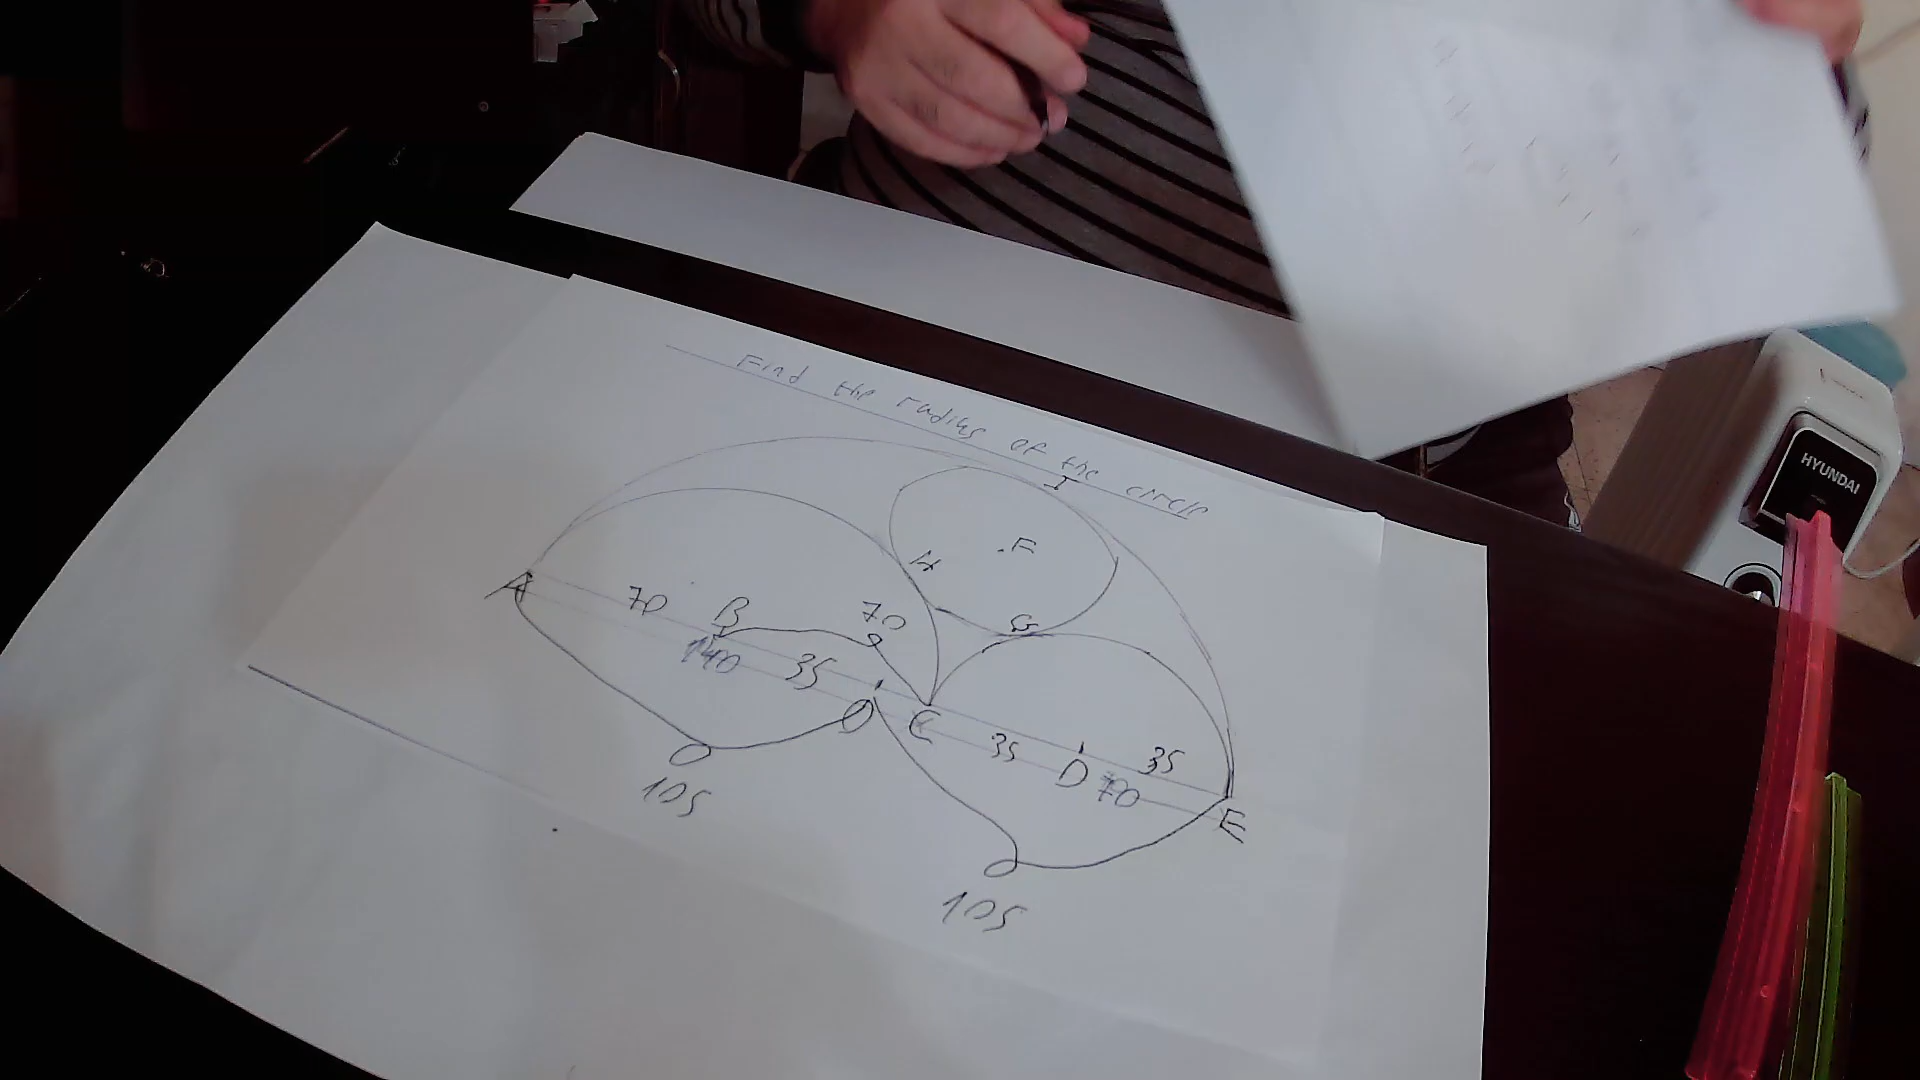 Find the radius of the circle
I
F
H
G
A
70
B
70
140
35
O
C
35
D
35
70
E
105
105
HYUNDAI